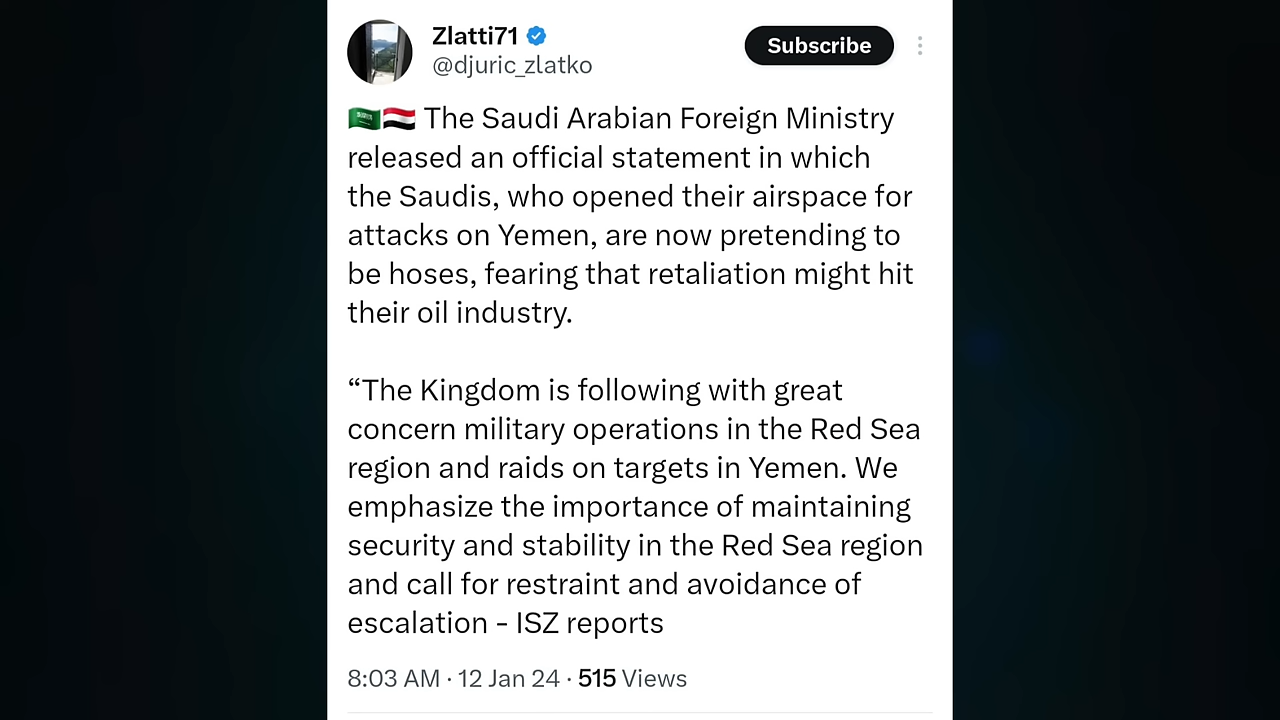 Zlatti71
@djuric_zlatko
Subscribe
The Saudi Arabian Foreign Ministry
released an official statement in which
the Saudis, who opened their airspace for
attacks on Yemen, are now pretending to
be hoses, fearing that retaliation might hit
their oil industry.
“The Kingdom is following with great
concern military operations in the Red Sea
region and raids on targets in Yemen. We
emphasize the importance of maintaining
security and stability in the Red Sea region
and call for restraint and avoidance of
escalation - ISZ reports
8:03 AM · 12 Jan 24 · 515 Views